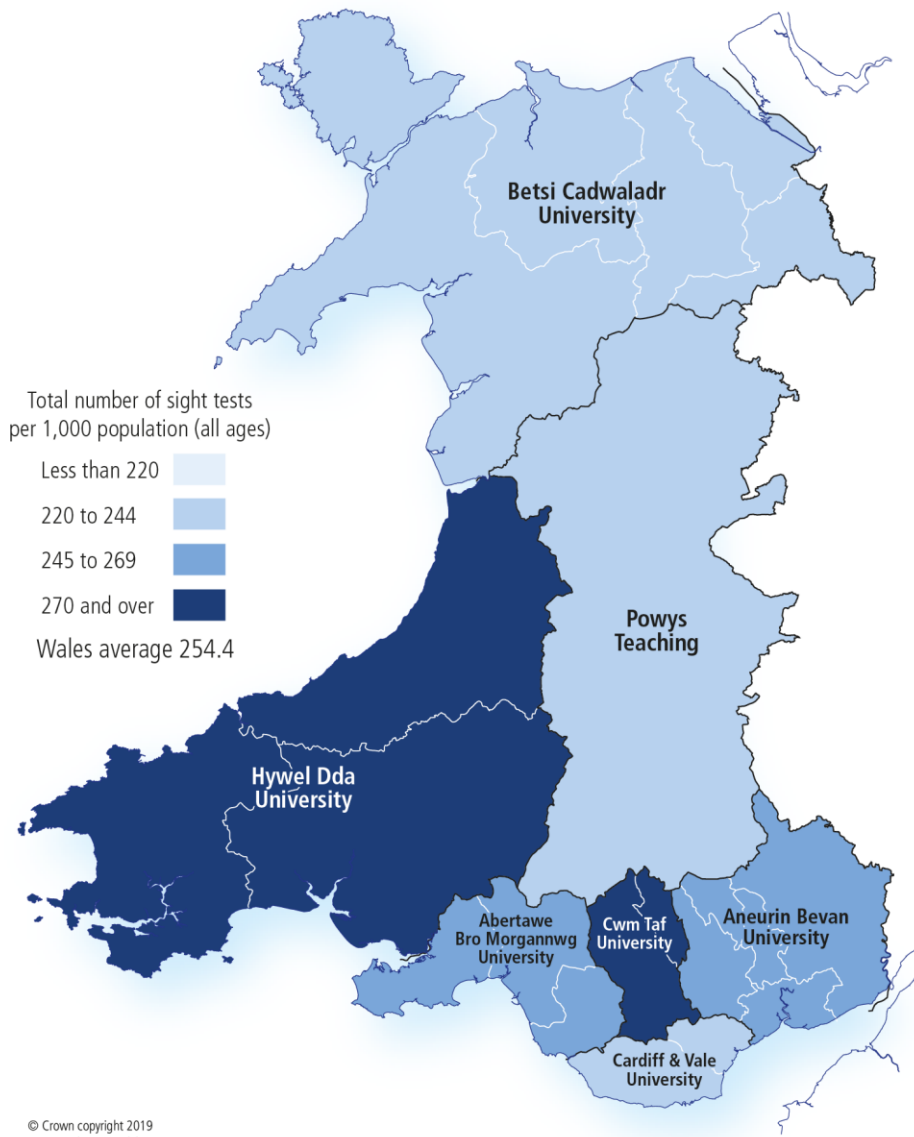 Betsi Cadwaladr
University
Total number of sight tests
per 1,000 population (all ages)
Less than 220
220 to 244
245 to 269
270 and over
Wales average 254.4
Powys
Teaching
Hywel Dda
University
Abertawe
Bro Morgannwg
University
Cwm Taf
University
Aneurin Bevan
University
Cardiff & Vale
University
© Crown copyright 2019